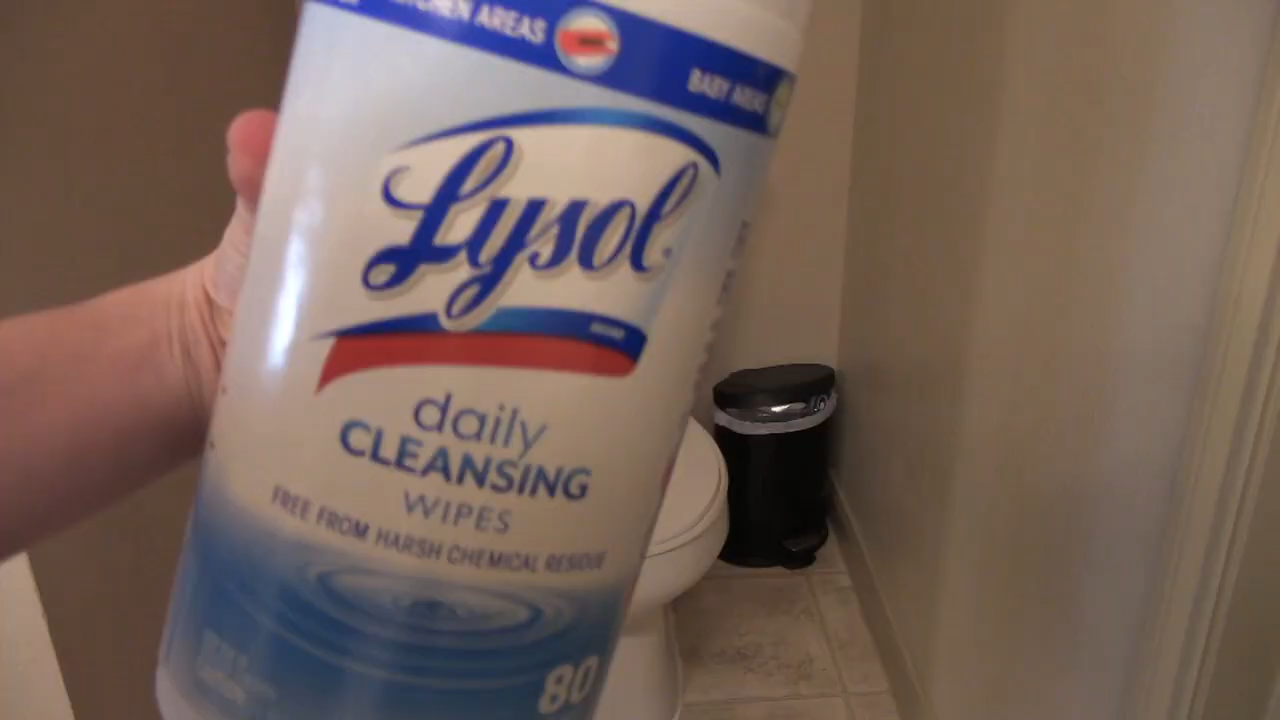 KITCHEN AREAS
BABY AREAS
Lysol
daily
CLEANSING
WIPES
FREE FROM HARSH CHEMICAL RESIDUE
80